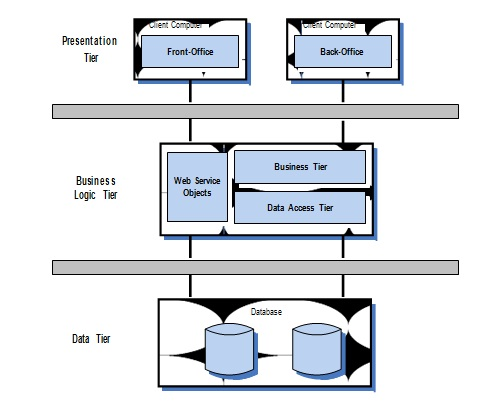 Client Computer
Client Computer
Presentation
Tier
Front-Office
Back-Office
Business
Logic Tier
Web Service
Objects
Business Tier
Data Access Tier
Database
Data Tier